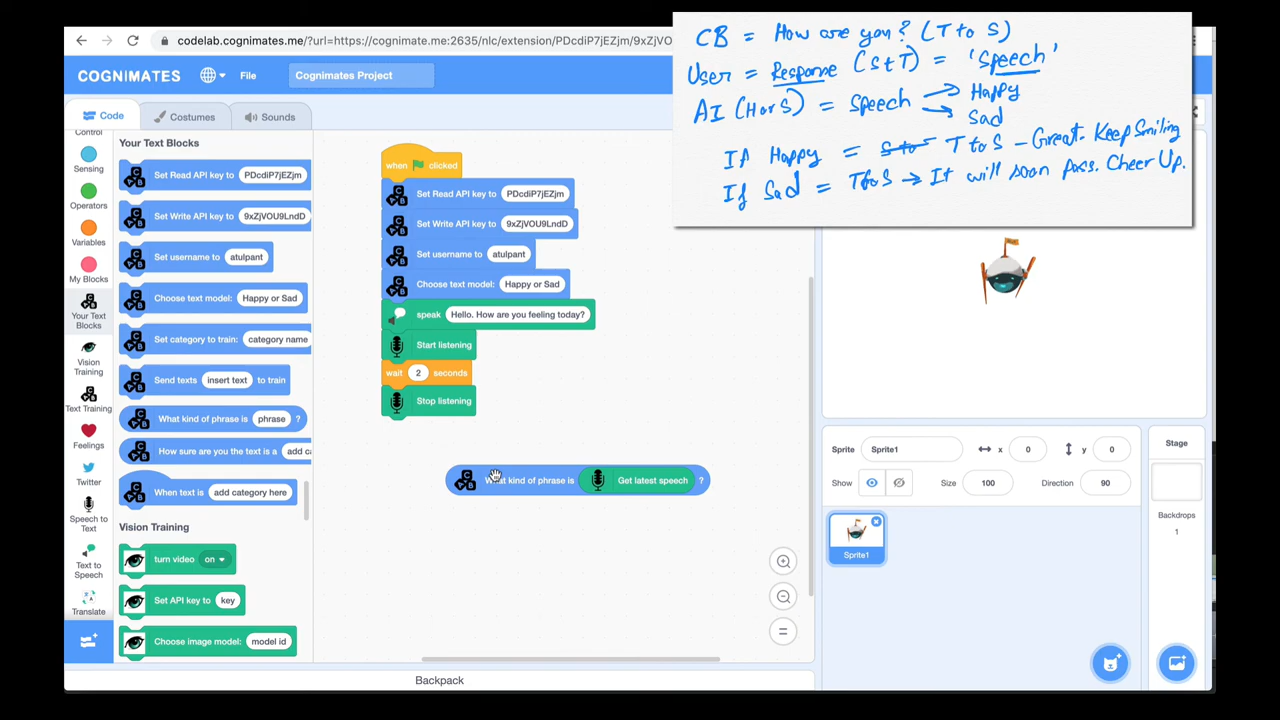 codelab.cognimates.me/?url=https://cognimate.me:2635/nlc/extension/PDcdiP7jEZjm/9xZjVOU
CB = How are you? (T to S)
User = Response (S t T) = 'Speech'
AI (H or S) = Speech → Happy
→ Sad
If Happy = T to S - Great. Keep Smiling
If Sad = T to S → It will soon pass. Cheer Up.
COGNIMATES
File
Cognimates Project
Code
Costumes
Sounds
Control
Sensing
Operators
Variables
My Blocks
Your Text Blocks
Vision Training
Text Training
Feelings
Twitter
Speech to Text
Text to Speech
Translate
Your Text Blocks
Set Read API key to PDcdiP7jEZjm
Set Write API key to 9xZjVOU9LndD
Set username to atulpant
Choose text model: Happy or Sad
Set category to train: category name
Send texts insert text to train
What kind of phrase is phrase ?
How sure are you the text is a add ca
When text is add category here
Vision Training
turn video on
Set API key to key
Choose image model: model id
when clicked
Set Read API key to PDcdiP7jEZjm
Set Write API key to 9xZjVOU9LndD
Set username to atulpant
Choose text model: Happy or Sad
speak Hello. How are you feeling today?
Start listening
wait 2 seconds
Stop listening
kind of phrase is Get latest speech ?
Backpack
Sprite Sprite1 x 0 y 0
Show Size 100 Direction 90
Sprite1
Stage
Backdrops
1